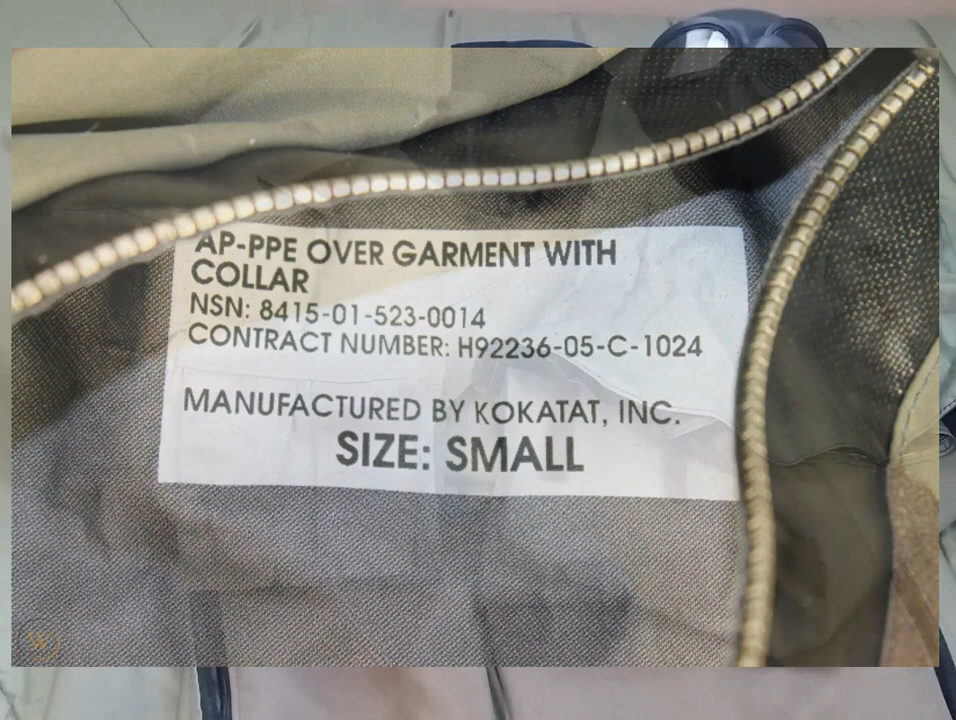 AP-PPE OVER GARMENT WITH
COLLAR
NSN: 8415-01-523-0014
CONTRACT NUMBER: H92236-05-C-1024
MANUFACTURED BY KOKATAT, INC.
SIZE: SMALL
W